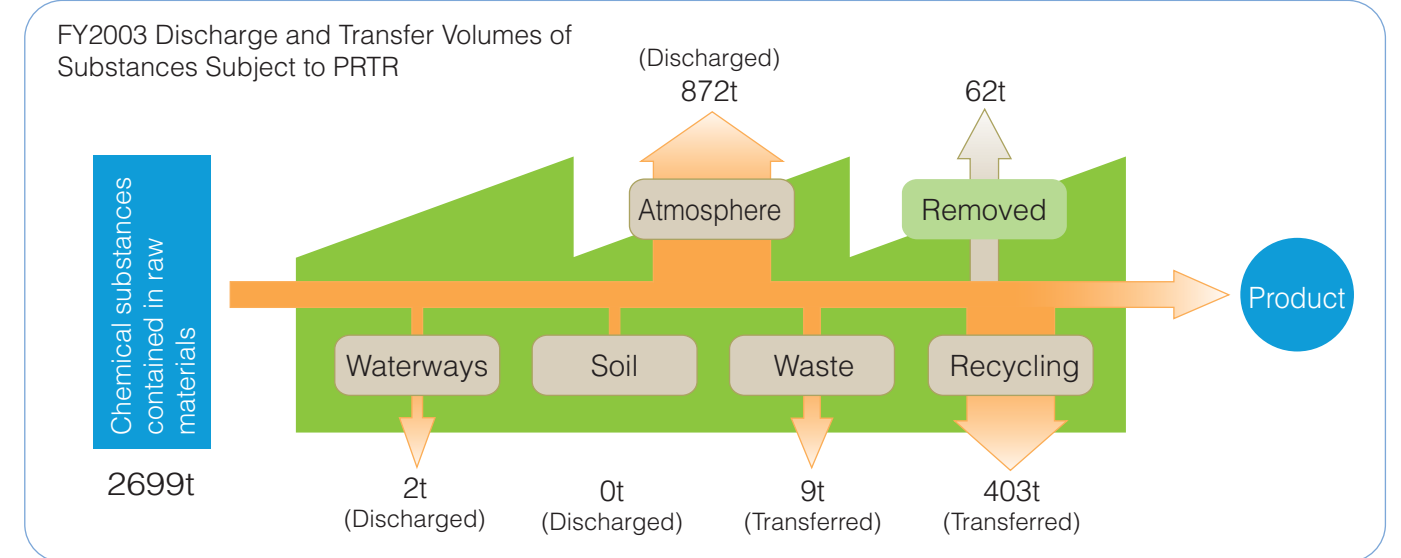 FY2003 Discharge and Transfer Volumes of
Substances Subject to PRTR
(Discharged)
872t
62t
Chemical substances
contained in raw
materials
Atmosphere
Removed
Product
Waterways
Soil
Waste
Recycling
2699t
2t
(Discharged)
0t
(Discharged)
9t
(Transferred)
403t
(Transferred)